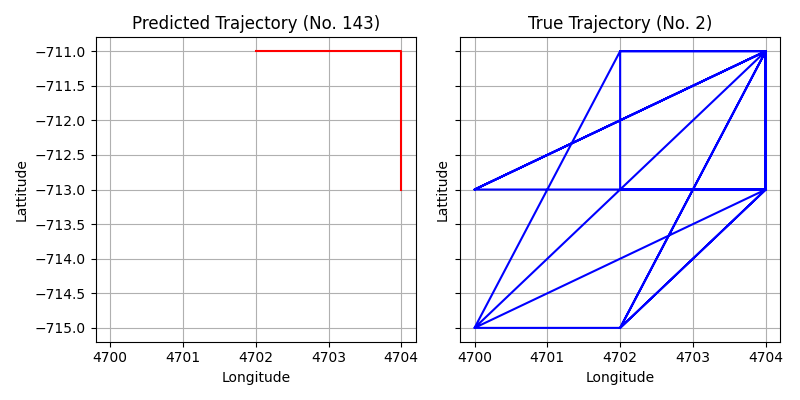 Predicted Trajectory (No. 143)
True Trajectory (No. 2)
Lattitude
−711.0
−711.5
−712.0
−712.5
−713.0
−713.5
−714.0
−714.5
−715.0
4700 4701 4702 4703 4704
Longitude
Lattitude
4700 4701 4702 4703 4704
Longitude